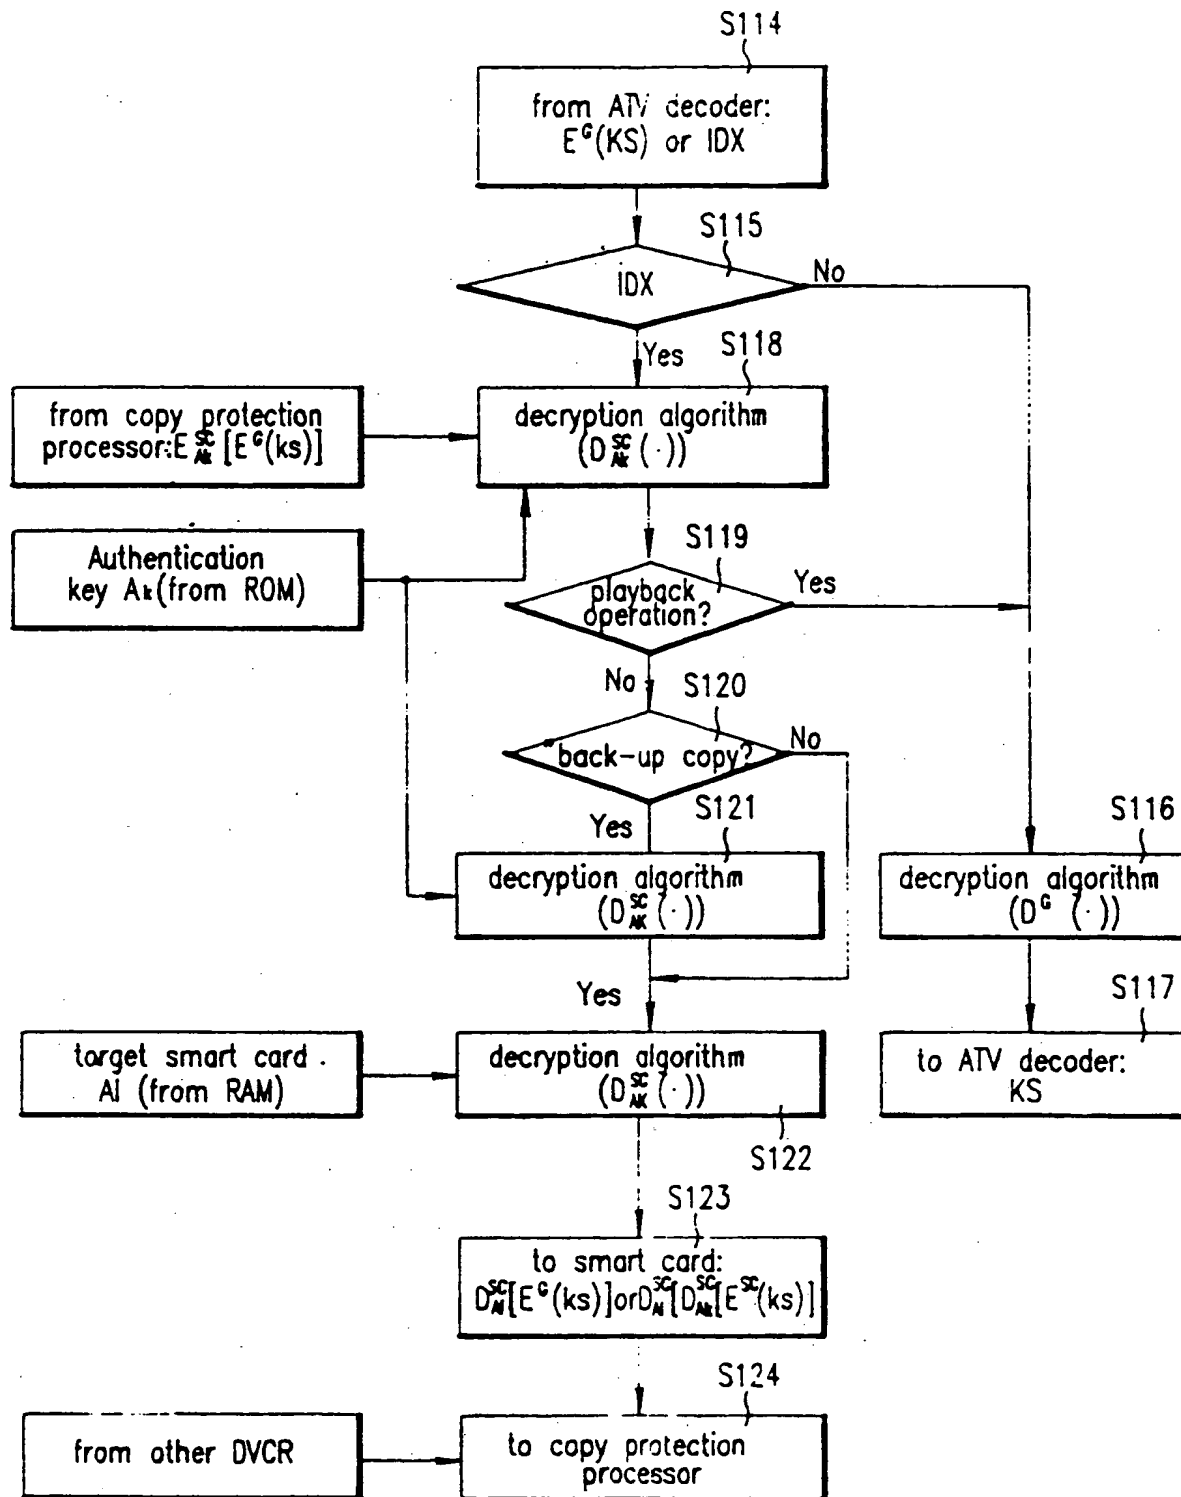 S114
from ATV decoder:
E^G(KS) or IDX
S115
IDX
No
Yes
S118
from copy protection
processor:E^SC_Ak[E^G(ks)]
decryption algorithm
(D^SC_Ak(·))
Authentication
key Ak(from ROM)
S119
playback
operation?
Yes
No
S120
back-up copy?
No
Yes
S121
decryption algorithm
(D^SC_AK(·))
S116
decryption algorithm
(D^G (·))
Yes
S117
target smart card
AI (from RAM)
decryption algorithm
(D^SC_AK(·))
to ATV decoder:
KS
S122
S123
to smart card:
D^SC_AI[E^G(ks)]orD^SC_AI[D^SC_Ak[E^SC(ks)]
S124
from other DVCR
to copy protection
processor